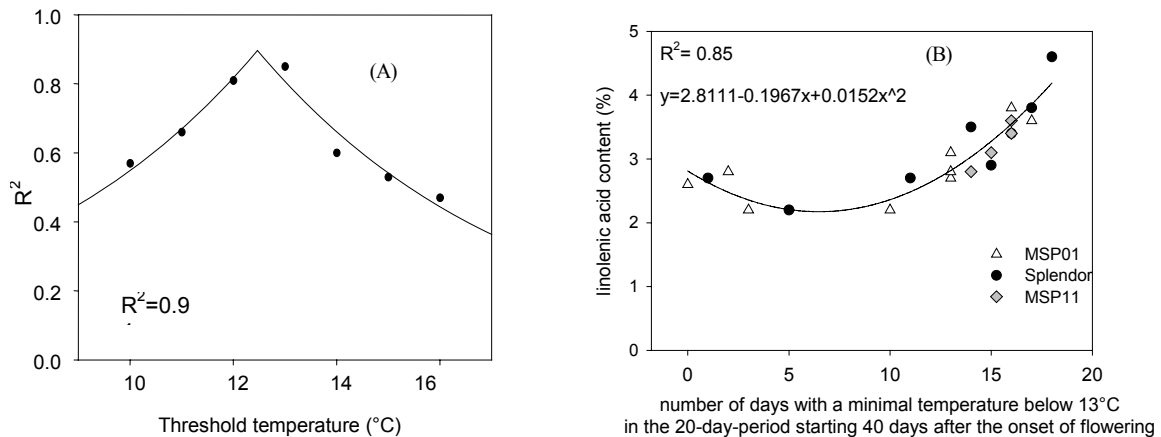 1.0
0.8
0.6
0.4
0.2
0.0
R²
(A)
R²=0.9
10 12 14 16
Threshold temperature (°C)
5
4
3
2
1
0
linolenic acid content (%)
R²= 0.85
(B)
y=2.8111-0.1967x+0.0152x^2
MSP01
Splendor
MSP11
0 5 10 15 20
number of days with a minimal temperature below 13°C
in the 20-day-period starting 40 days after the onset of flowering